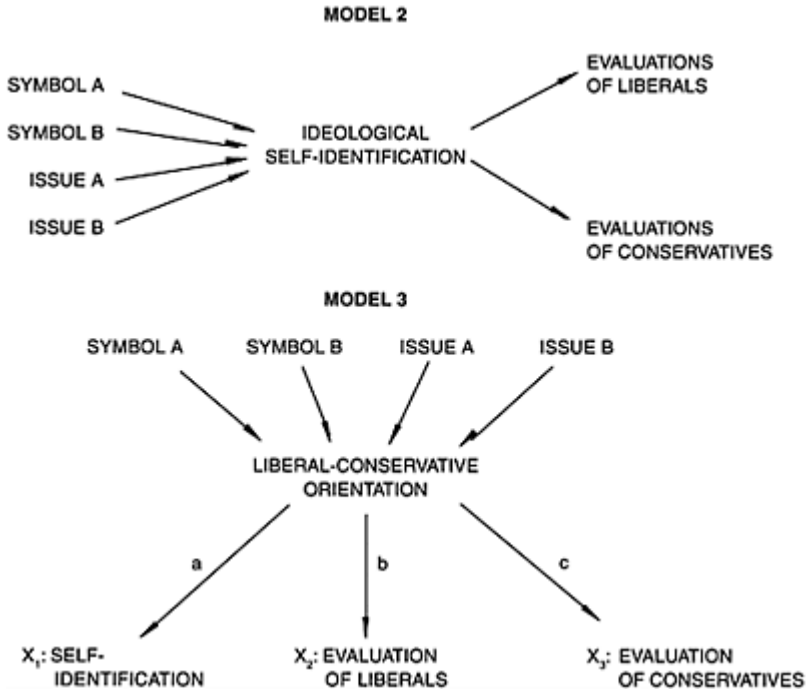 MODEL 2
SYMBOL A
SYMBOL B
ISSUE A
ISSUE B
IDEOLOGICAL
SELF-IDENTIFICATION
EVALUATIONS
OF LIBERALS
EVALUATIONS
OF CONSERVATIVES
MODEL 3
SYMBOL A SYMBOL B ISSUE A ISSUE B
LIBERAL-CONSERVATIVE
ORIENTATION
a b c
X₁: SELF-
IDENTIFICATION
X₂: EVALUATION
OF LIBERALS
X₃: EVALUATION
OF CONSERVATIVES